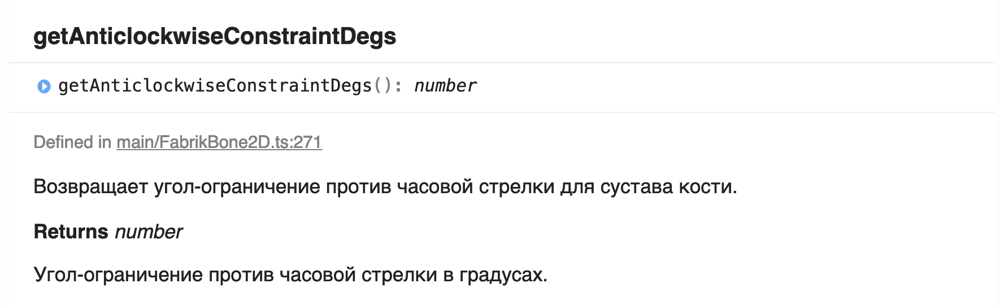 getAnticlockwiseConstraintDegs
getAnticlockwiseConstraintDegs(): number
Defined in main/FabrikBone2D.ts:271
Возвращает угол-ограничение против часовой стрелки для сустава кости.
Returns number
Угол-ограничение против часовой стрелки в градусах.